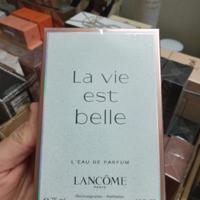 La vie
est
belle
L'EAU DE PARFUM
LANCÔME
PARIS